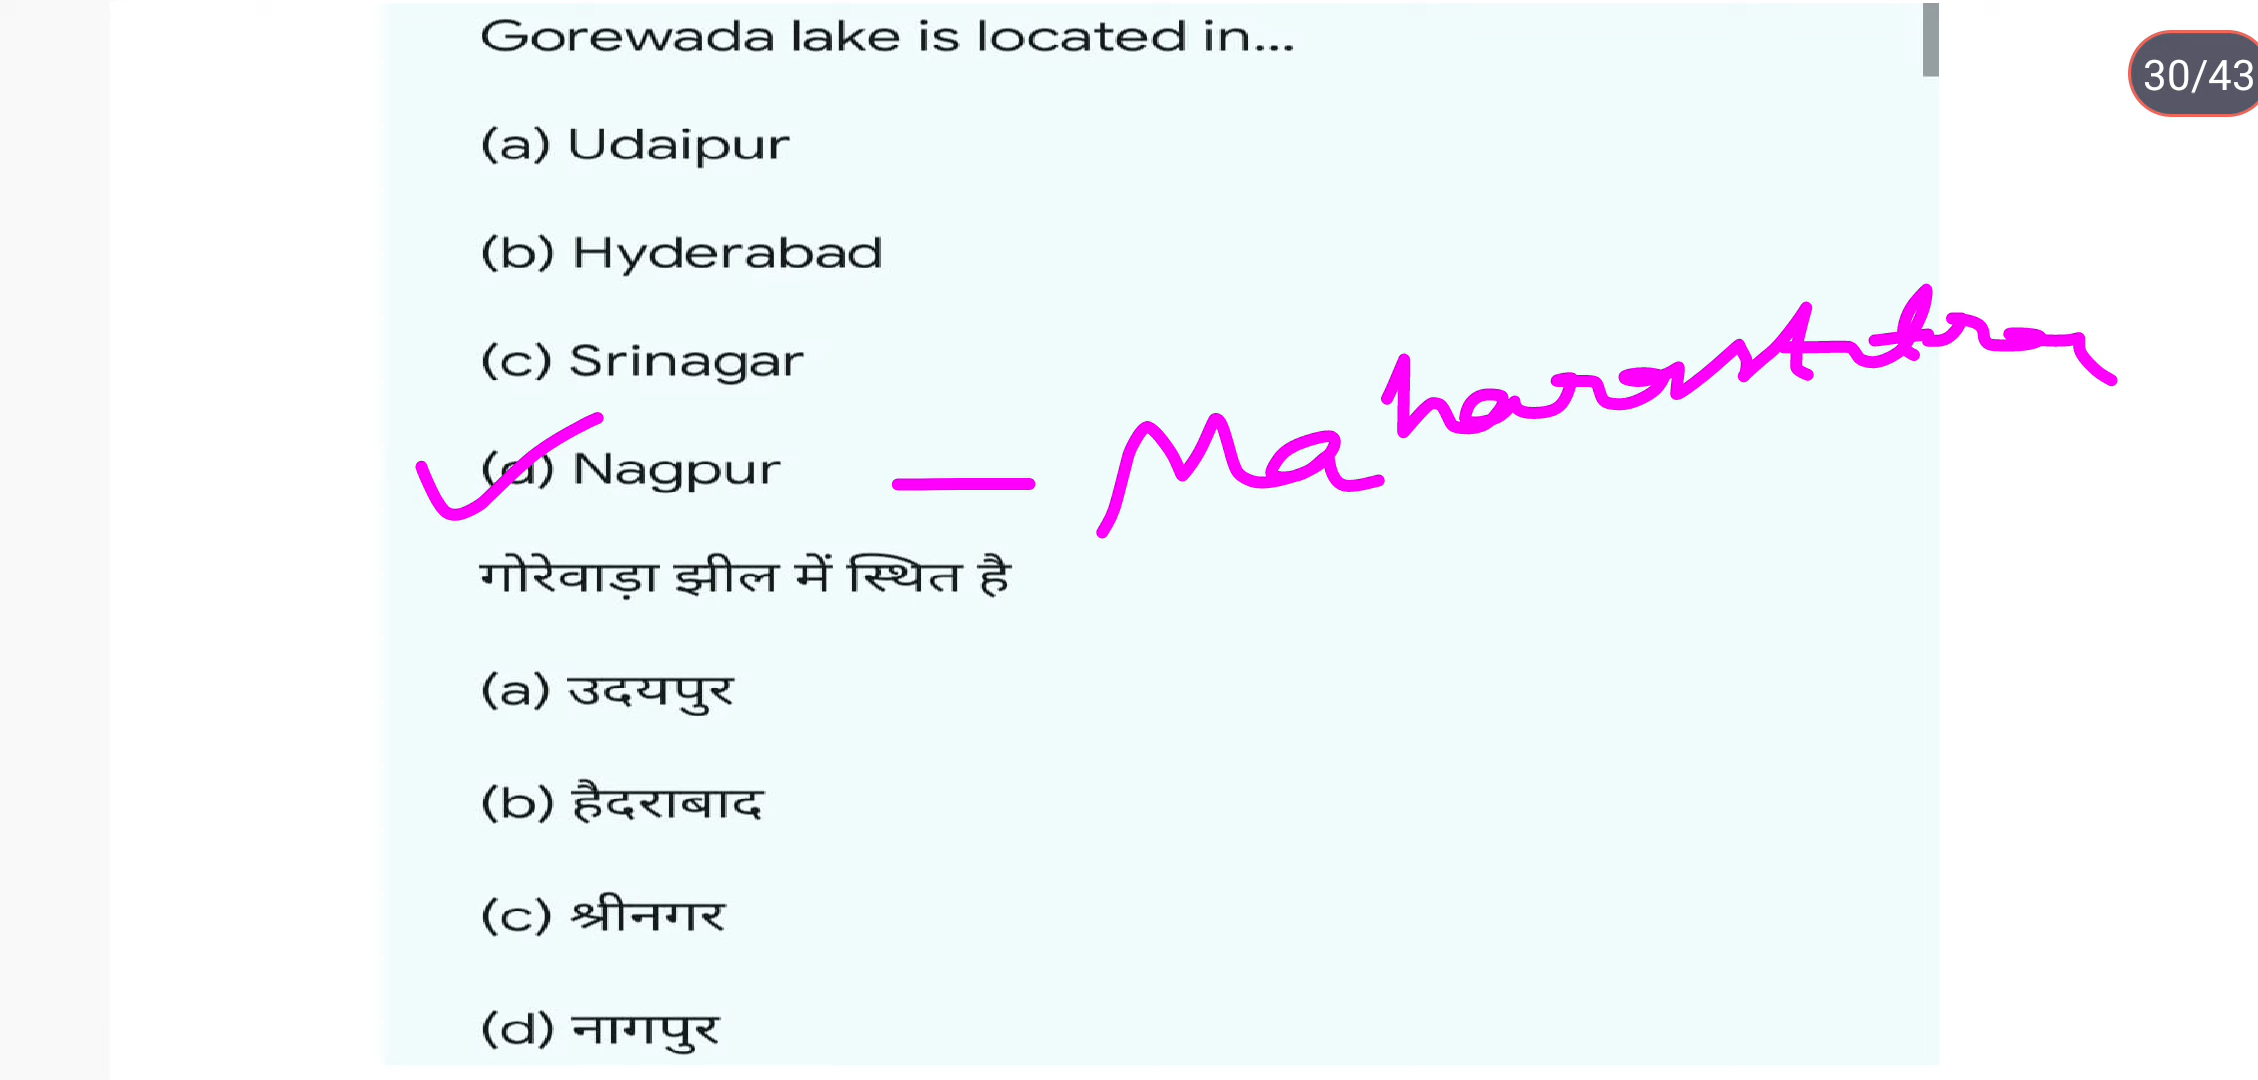 Gorewada lake is located in...
30/43
(a) Udaipur
(b) Hyderabad
(c) Srinagar
(d) Nagpur — Maharashtra
गोरेवाड़ा झील में स्थित है
(a) उदयपुर
(b) हैदराबाद
(c) श्रीनगर
(d) नागपुर